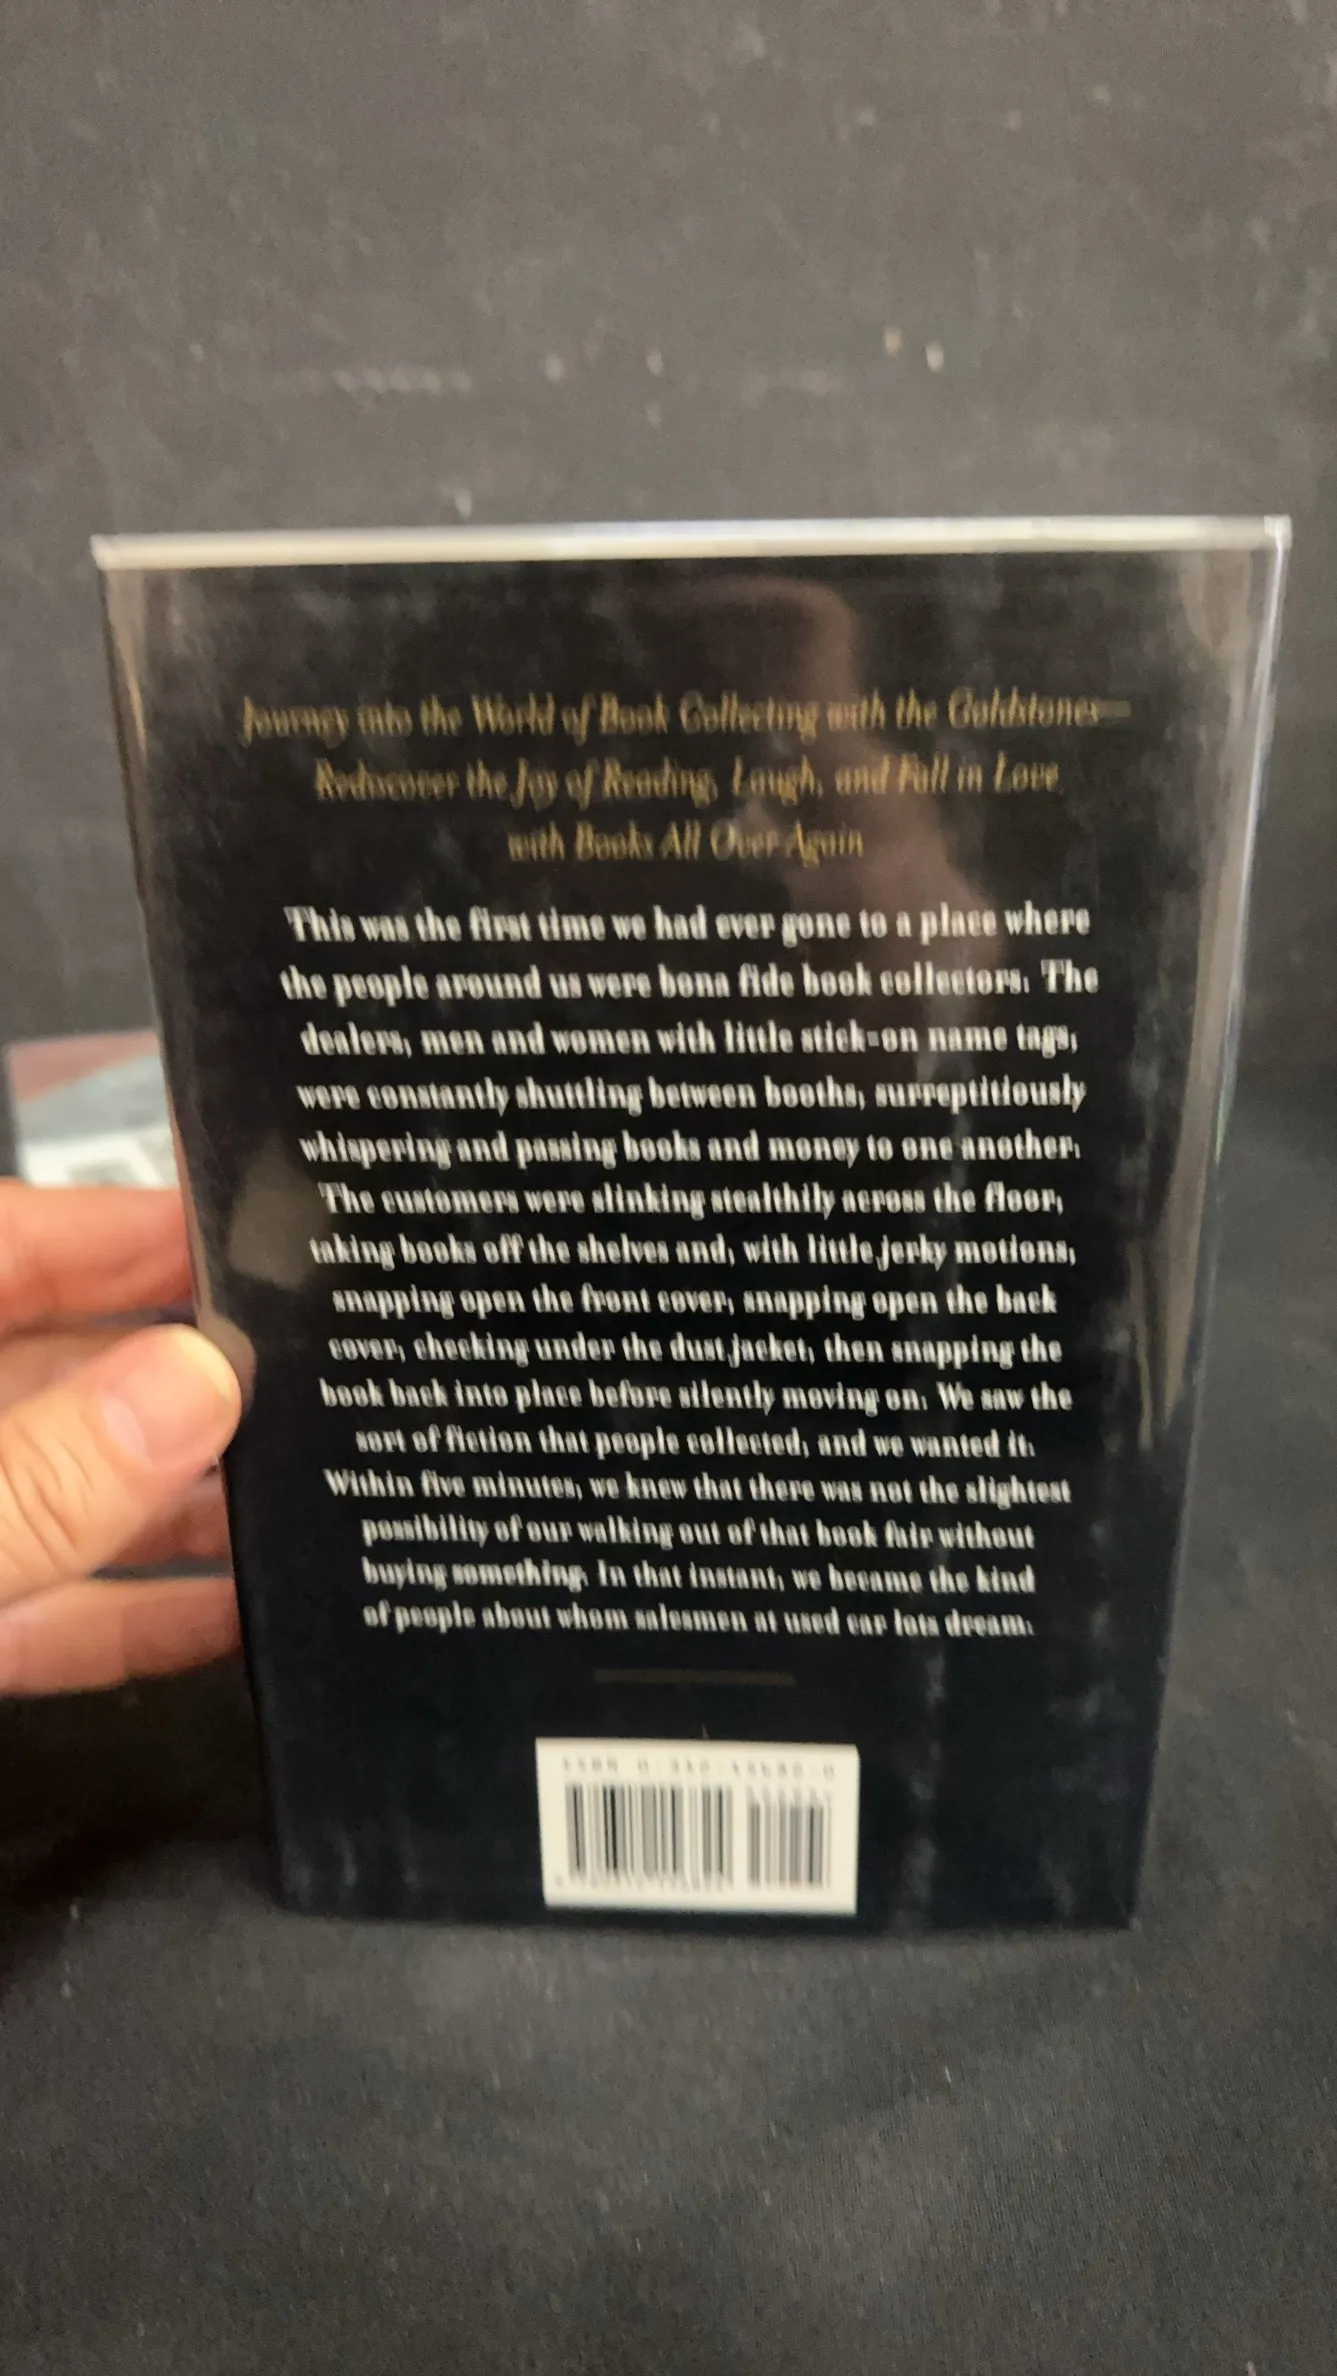 Journey into the World of Book Collecting with the Goldstones—
Rediscover the Joy of Reading, Laugh, and Fall in Love
with Books All Over Again
This was the first time we had ever gone to a place where
the people around us were bona fide book collectors. The
dealers, men and women with little stick-on name tags,
were constantly shuttling between booths, surreptitiously
whispering and passing books and money to one another.
The customers were slinking stealthily across the floor,
taking books off the shelves and, with little jerky motions,
snapping open the front cover, snapping open the back
cover, checking under the dust jacket, then snapping the
book back into place before silently moving on. We saw the
sort of fiction that people collected, and we wanted it.
Within five minutes, we knew that there was not the slightest
possibility of our walking out of that book fair without
buying something. In that instant, we became the kind
of people about whom salesmen at used car lots dream.
ISBN